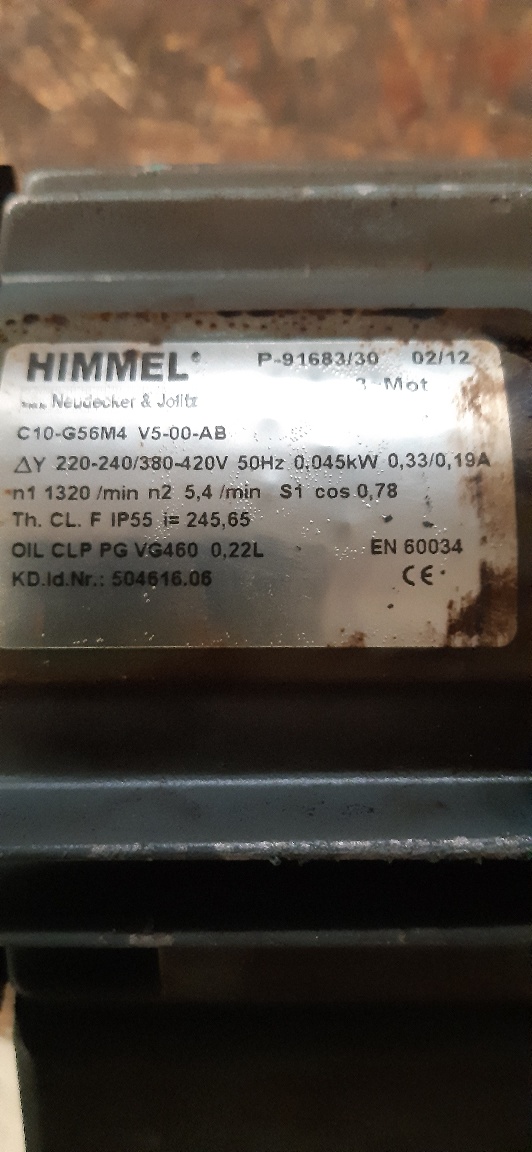 HIMMEL® P-91683/30 02/12
Neudecker & Jolitz 3~Mot
C10-G56M4 V5-00-AB
ΔY 220-240/380-420V 50Hz 0,045kW 0,33/0,19A
n1 1320 /min n2 5,4 /min S1 cos 0,78
Th. CL. F IP55 i= 245,65
OIL CLP PG VG460 0,22L EN 60034
KD.Id.Nr.: 504616.06 CE